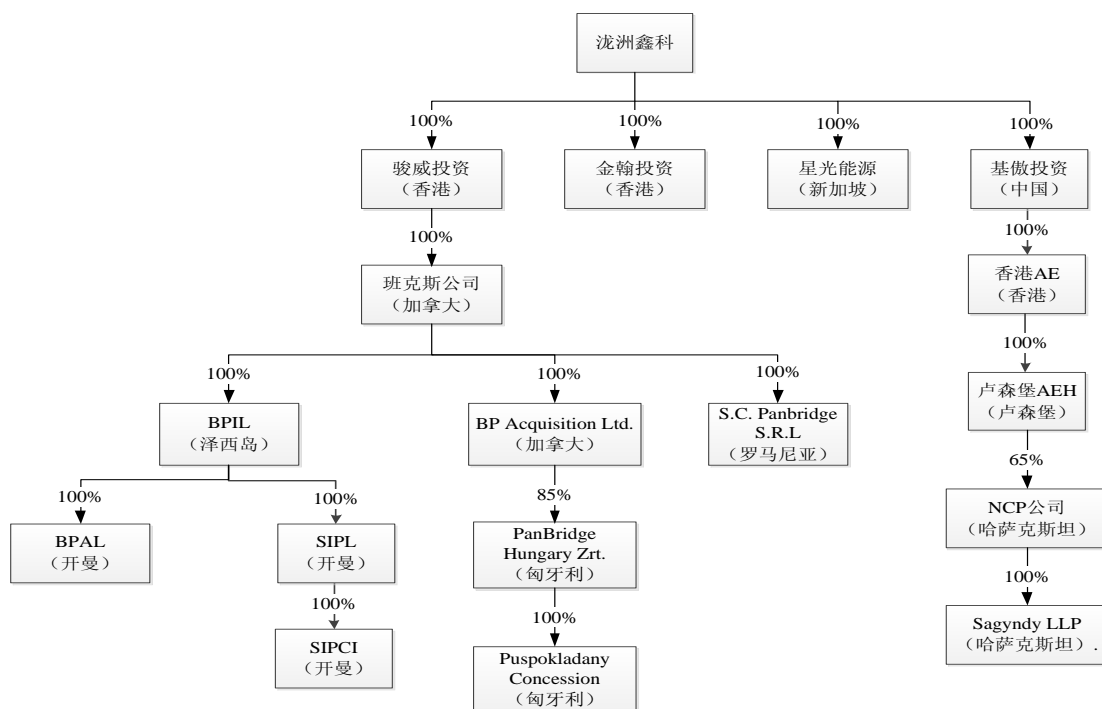 泷洲鑫科
100%
100%
100%
100%
骏威投资
（香港）
金翰投资
（香港）
星光能源
（新加坡）
基傲投资
（中国）
100%
100%
班克斯公司
（加拿大）
香港AE
（香港）
100%
100%
100%
100%
BPIL
（泽西岛）
BP Acquisition Ltd.
（加拿大）
S.C. Panbridge
S.R.L
（罗马尼亚）
卢森堡AEH
（卢森堡）
100%
100%
85%
65%
BPAL
（开曼）
SIPL
（开曼）
PanBridge
Hungary Zrt.
（匈牙利）
NCP公司
（哈萨克斯坦）
100%
100%
100%
SIPCI
（开曼）
Puspokladany
Concession
（匈牙利）
Sagyndy LLP
（哈萨克斯坦）.